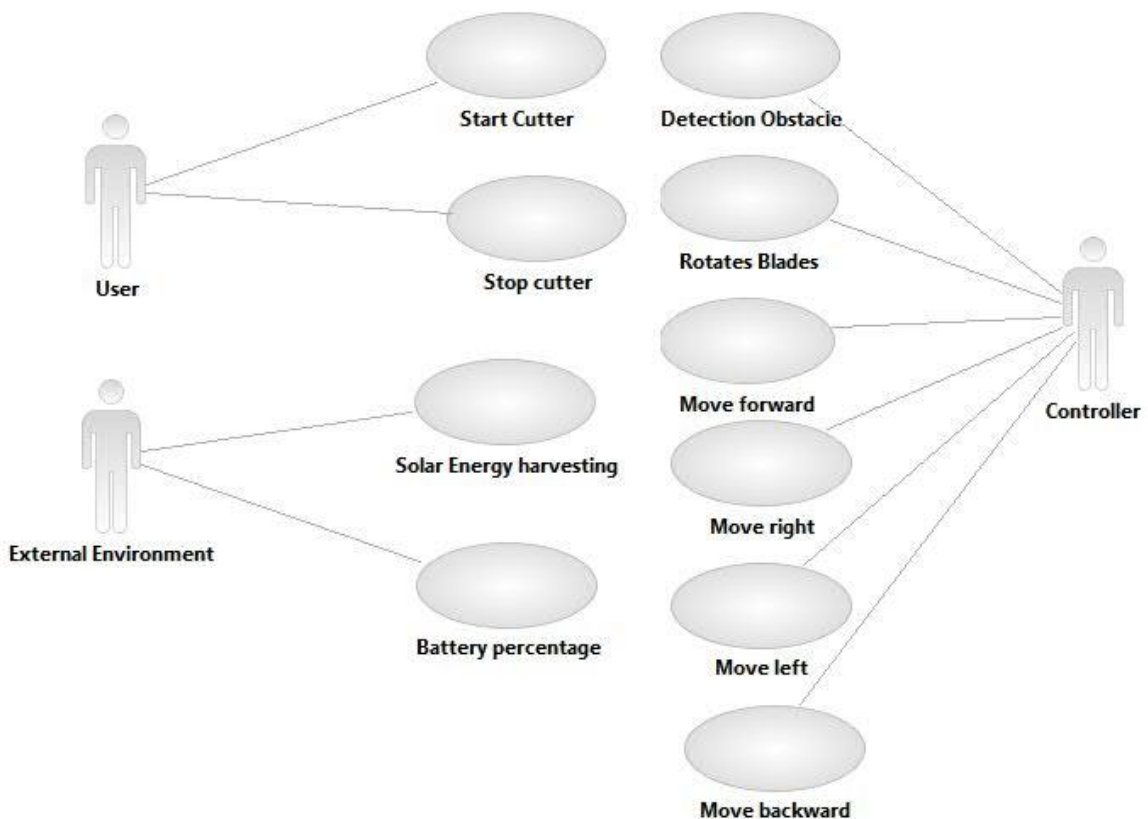 Start Cutter
Detection Obstacle
User
Stop cutter
Rotates Blades
Move forward
Controller
Solar Energy harvesting
Move right
External Environment
Battery percentage
Move left
Move backward